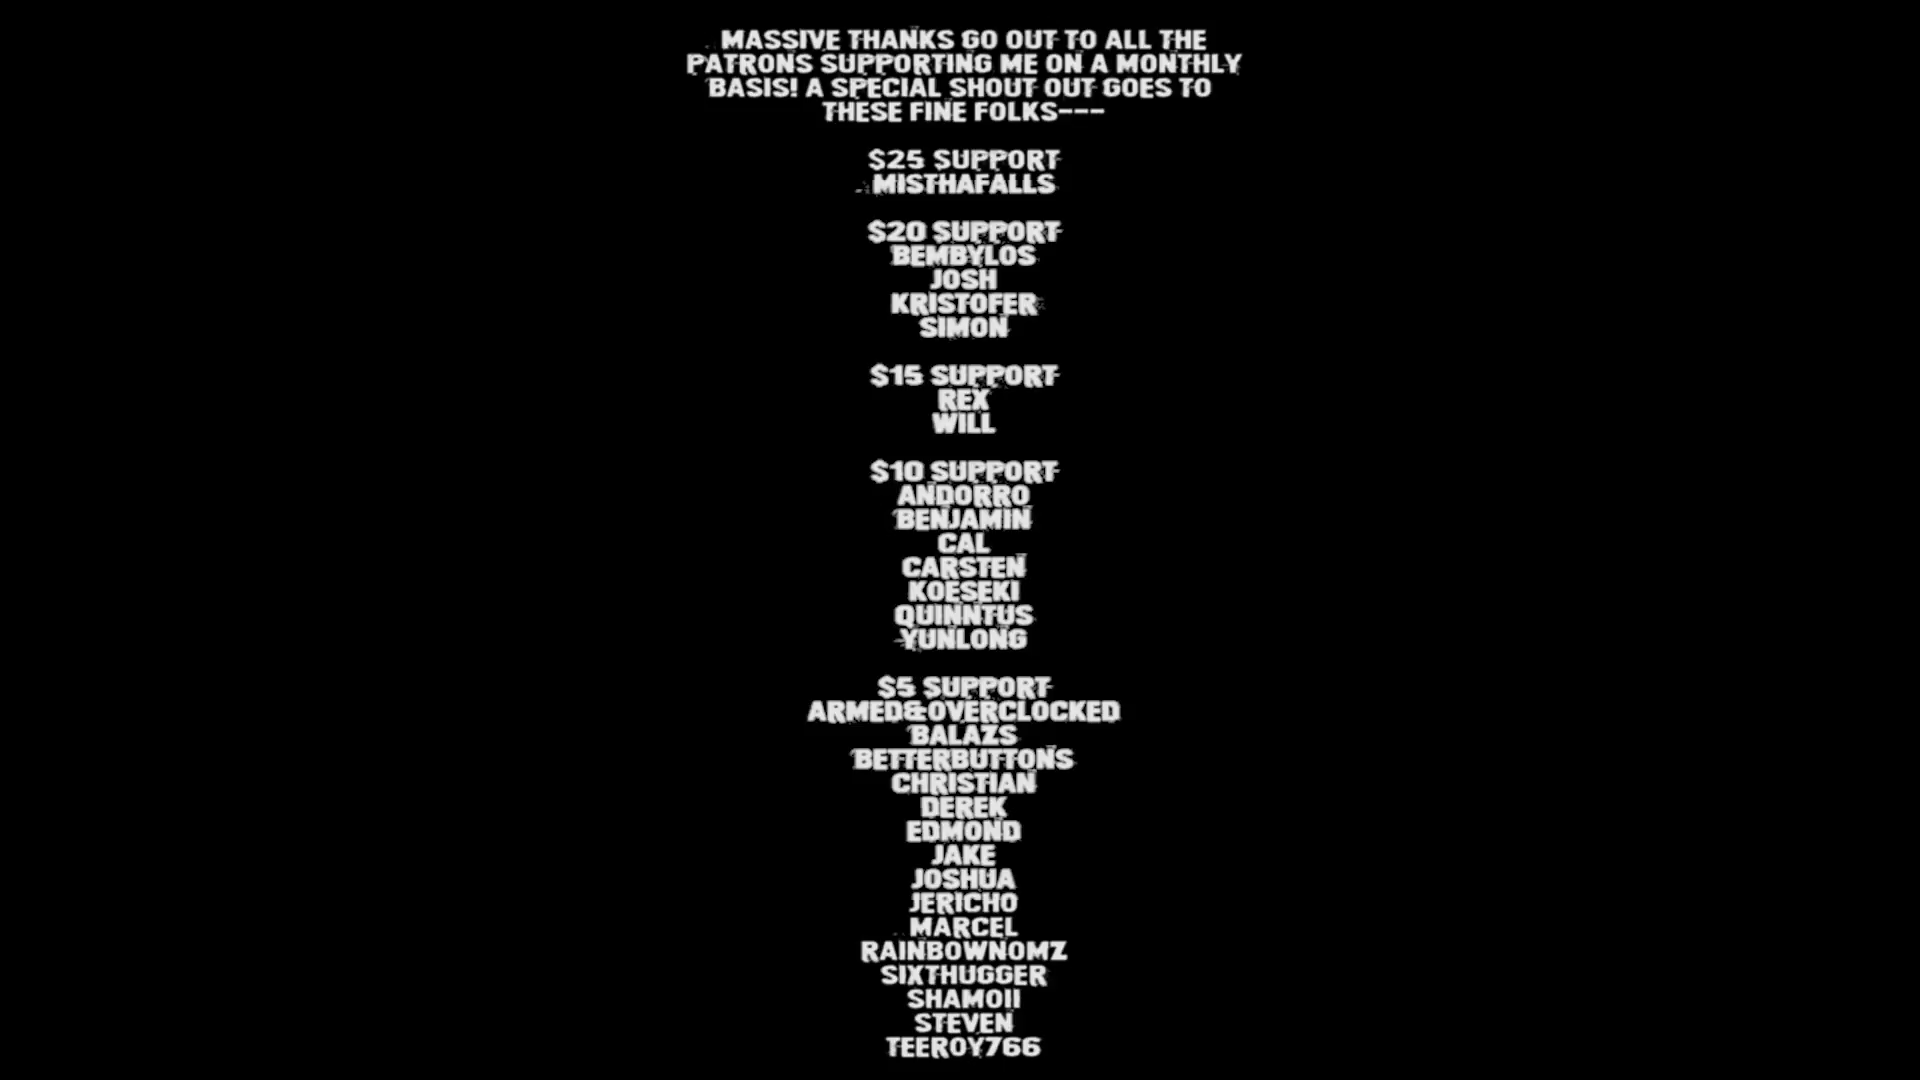 MASSIVE THANKS GO OUT TO ALL THE
PATRONS SUPPORTING ME ON A MONTHLY
BASIS! A SPECIAL SHOUT OUT GOES TO
THESE FINE FOLKS---
$25 SUPPORT
MISTHAFALLS
$20 SUPPORT
BEMBYLOS
JOSH
KRISTOFER
SIMON
$15 SUPPORT
REX
WILL
$10 SUPPORT
ANDORRO
BENJAMIN
CAL
CARSTEN
KOESEKI
QUINNTUS
YUNLONG
$5 SUPPORT
ARMED&OVERCLOCKED
BALAZS
BETTERBUTTONS
CHRISTIAN
DEREK
EDMOND
JAKE
JOSHUA
JERICHO
MARCEL
RAINBOWNOMZ
SIXTHUGGER
SHAMOII
STEVEN
TEEROY766